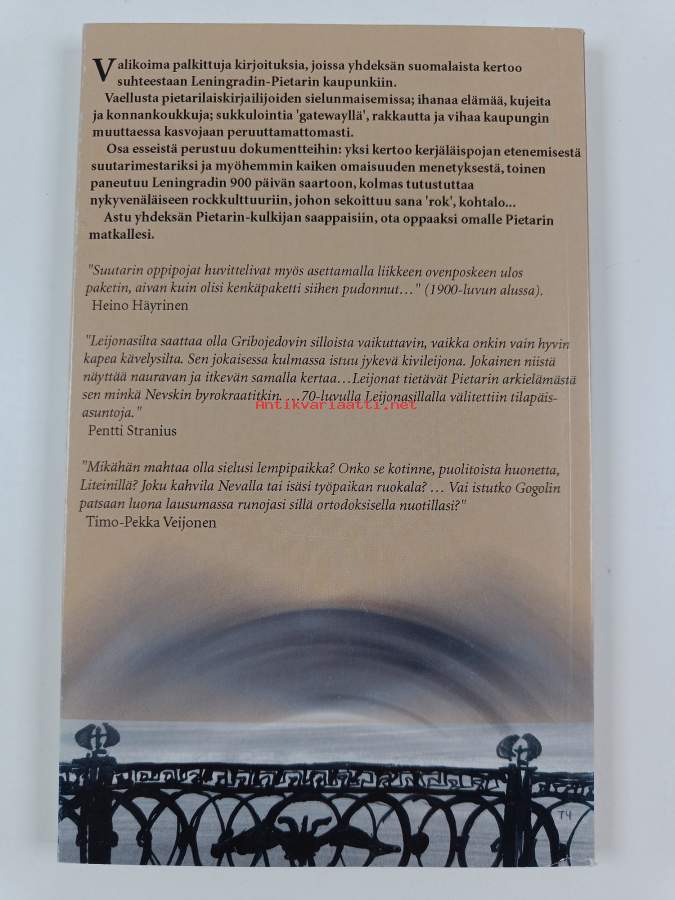 Valikoima palkittuja kirjoituksia, joissa yhdeksän suomalaista kertoo
suhteestaan Leningradin-Pietarin kaupunkiin.
Vaellusta pietarilaiskirjailijoiden sielunmaisemissa; ihanaa elämää, kujeita
ja konnankoukkuja; sukkulointia 'gatewayllä', rakkautta ja vihaa kaupungin
muuttaessa kasvojaan peruuttamattomasti.
Osa esseistä perustuu dokumentteihin: yksi kertoo kerjäläispojan etenemisestä
suutarimestariksi ja myöhemmin kaiken omaisuuden menetyksestä, toinen
paneutuu Leningradin 900 päivän saartoon, kolmas tutustuttaa
nykyvenäläiseen rockkulttuuriin, johon sekoittuu sana 'rok', kohtalo...
Astu yhdeksän Pietarin-kulkijan saappaisiin, ota oppaaksi omalle Pietarin
matkallesi.
"Suutarin oppipojat huvittelivat myös asettamalla liikkeen ovenposkeen ulos
paketin, aivan kuin olisi kenkäpaketti siihen pudonnut…" (1900-luvun alussa).
Heino Häyrinen
"Leijonasilta saattaa olla Gribojedovin silloista vaikuttavin, vaikka onkin vain hyvin
kapea kävelysilta. Sen jokaisessa kulmassa istuu jykevä kivileijona. Jokainen niistä
näyttää nauravan ja itkevän samalla kertaa…Leijonat tietävät Pietarin arkielämästä
sen minkä Nevskin byrokraatitkin. …70-luvulla Leijonasillalla välitettiin tilapäis-
asuntoja."
Antikvariaatti.net
Pentti Stranius
"Mikähän mahtaa olla sielusi lempipaikka? Onko se kotinne, puolitoista huonetta,
Liteinillä? Joku kahvila Nevalla tai isäsi työpaikan ruokala? … Vai istutko Gogolin
patsaan luona lausumassa runojasi sillä ortodoksisella nuotillasi?"
Timo-Pekka Veijonen